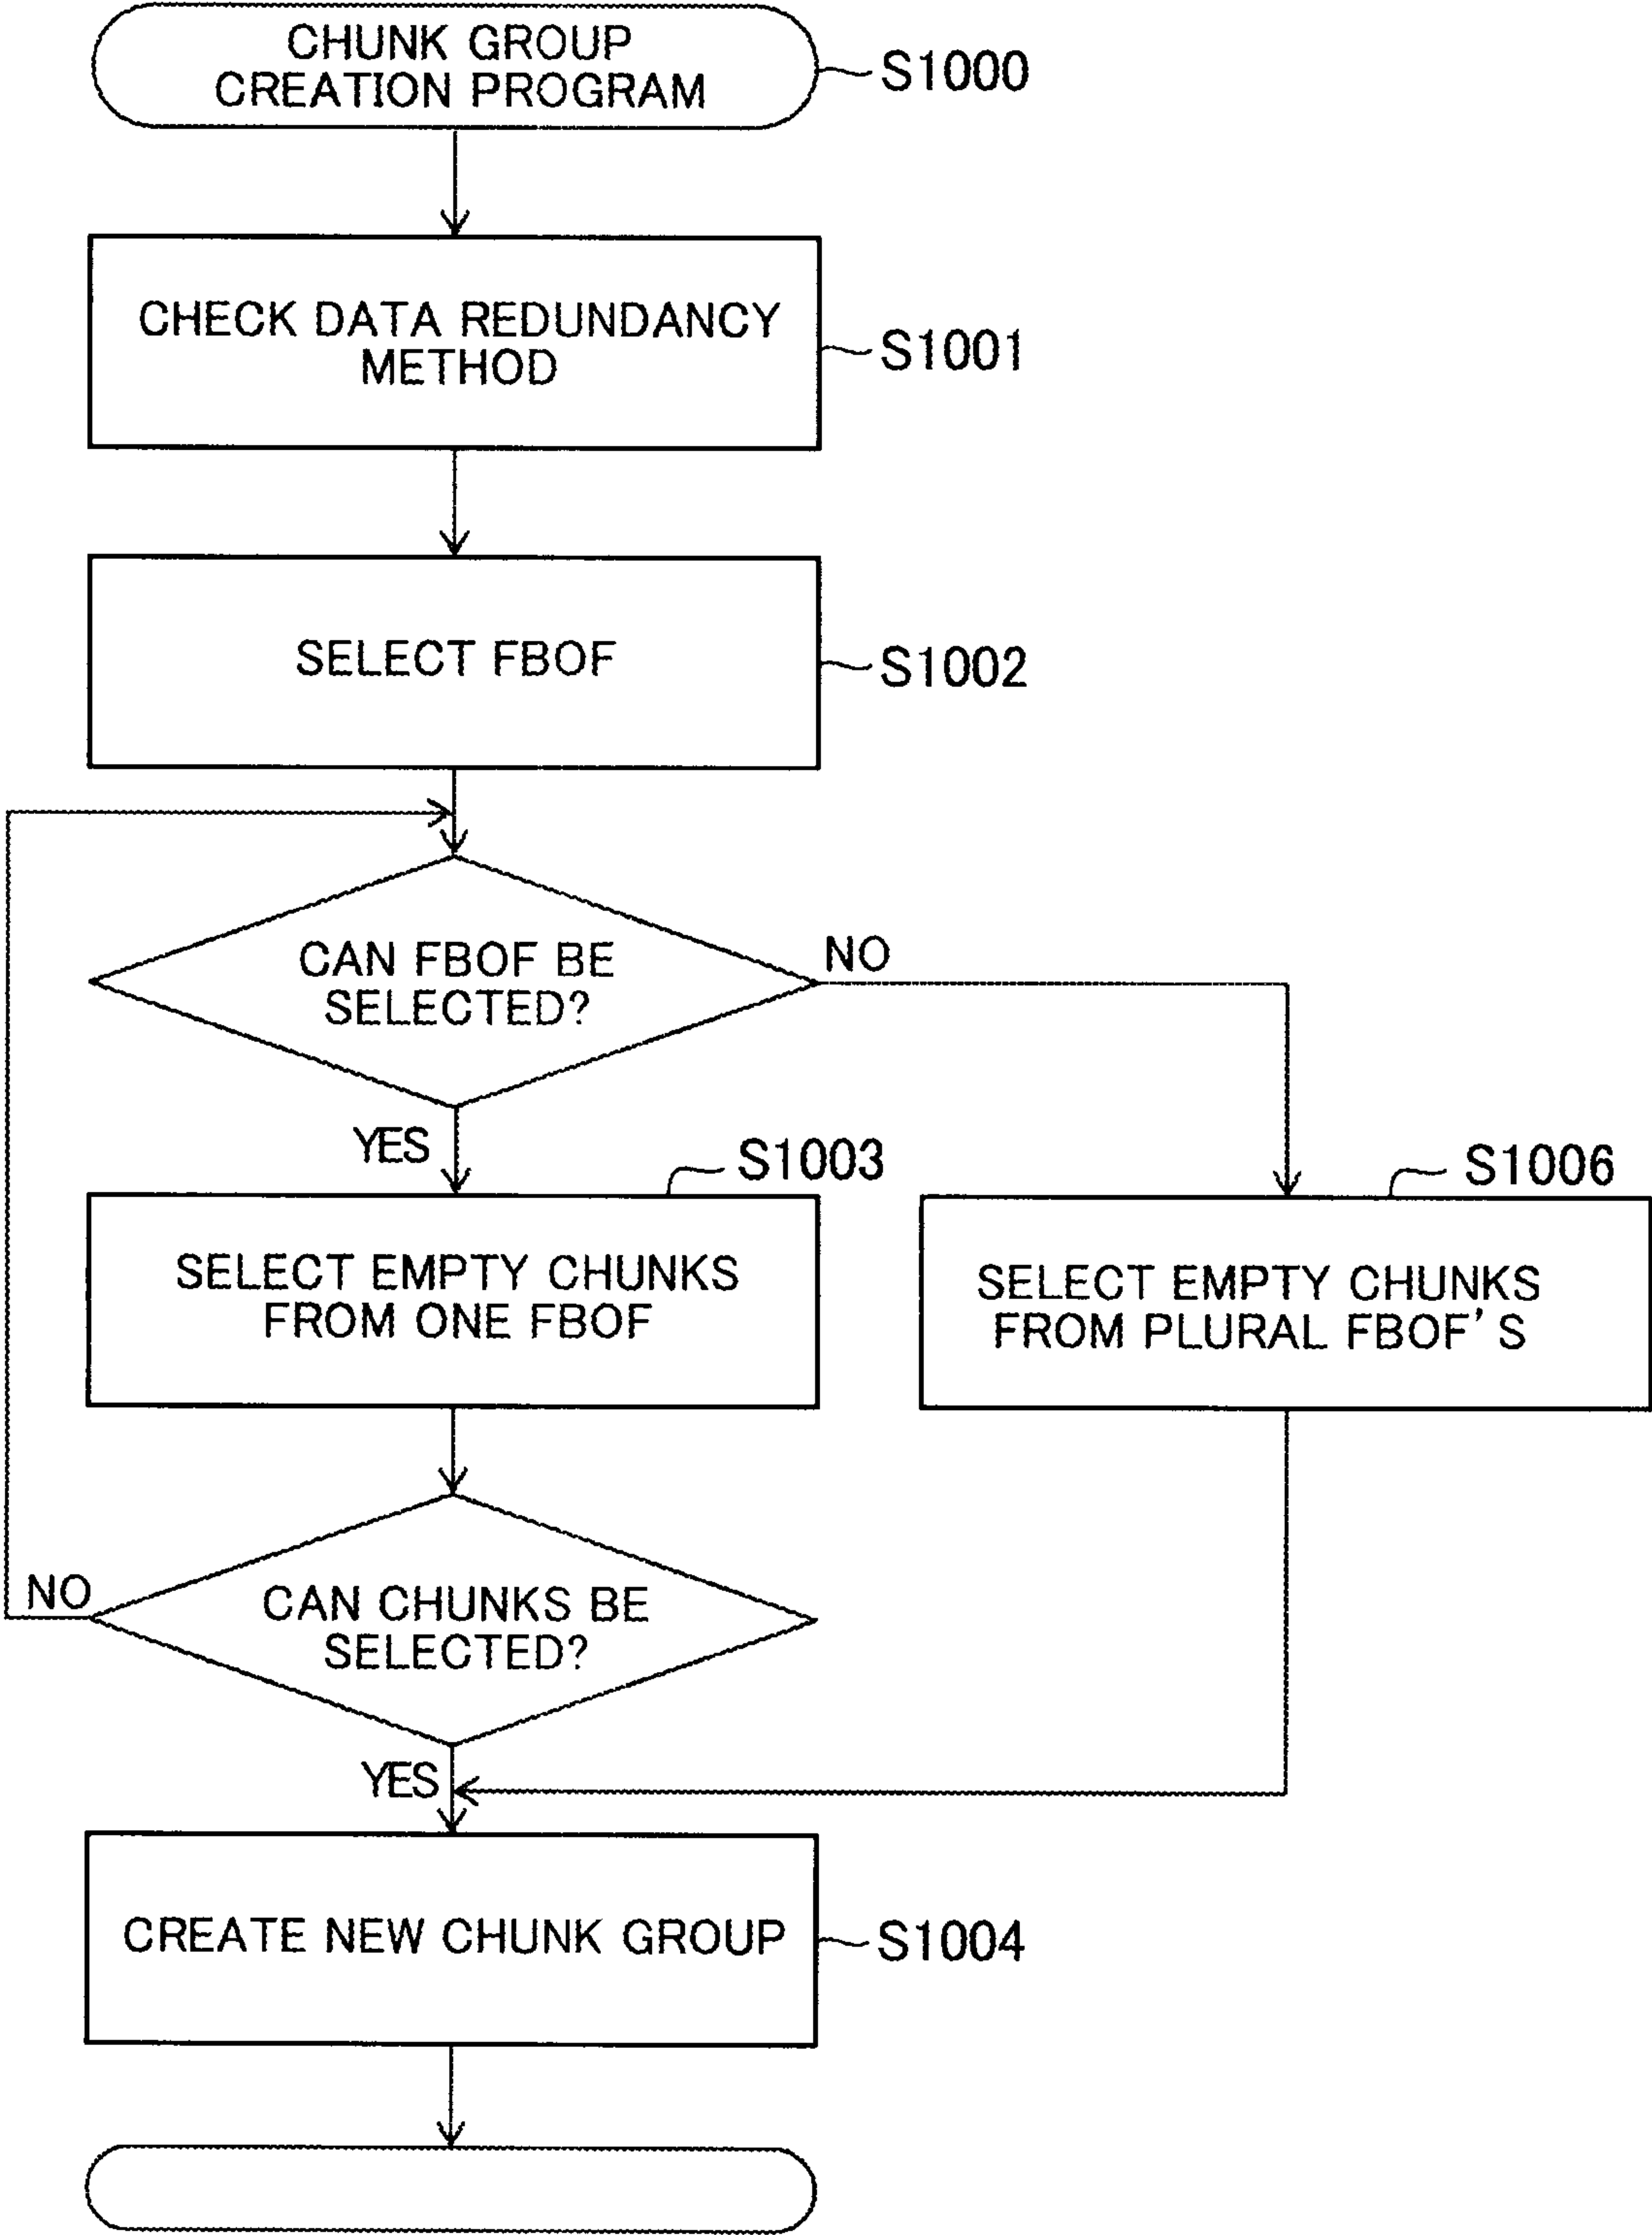 CHUNK GROUP
CREATION PROGRAM
S1000
CHECK DATA REDUNDANCY
METHOD
S1001
SELECT FBOF
S1002
CAN FBOF BE
SELECTED?
NO
YES
S1003
S1006
SELECT EMPTY CHUNKS
FROM ONE FBOF
SELECT EMPTY CHUNKS
FROM PLURAL FBOF'S
NO
CAN CHUNKS BE
SELECTED?
YES
CREATE NEW CHUNK GROUP
S1004